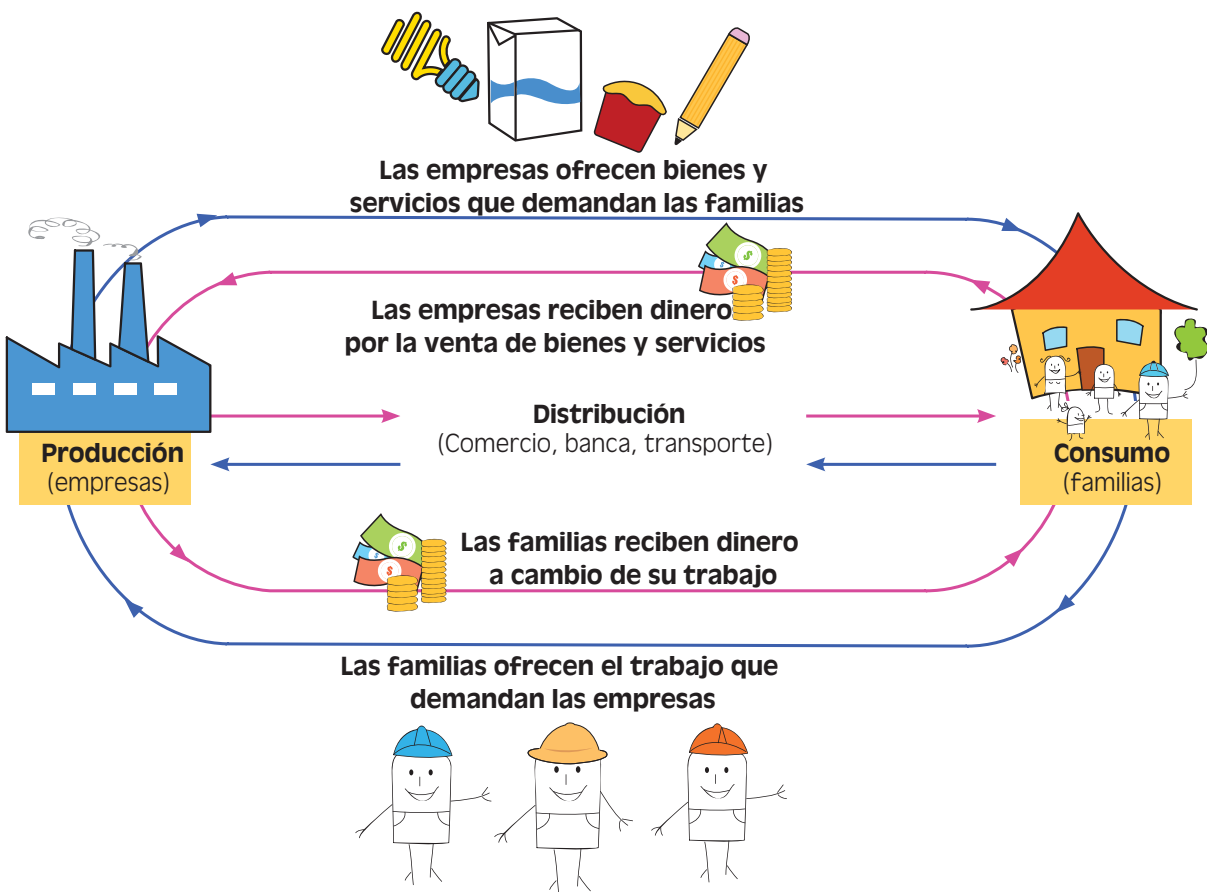 Las empresas ofrecen bienes y
servicios que demandan las familias
Las empresas reciben dinero
por la venta de bienes y servicios
Distribución
(Comercio, banca, transporte)
Producción
(empresas)
Consumo
(familias)
Las familias reciben dinero
a cambio de su trabajo
Las familias ofrecen el trabajo que
demandan las empresas